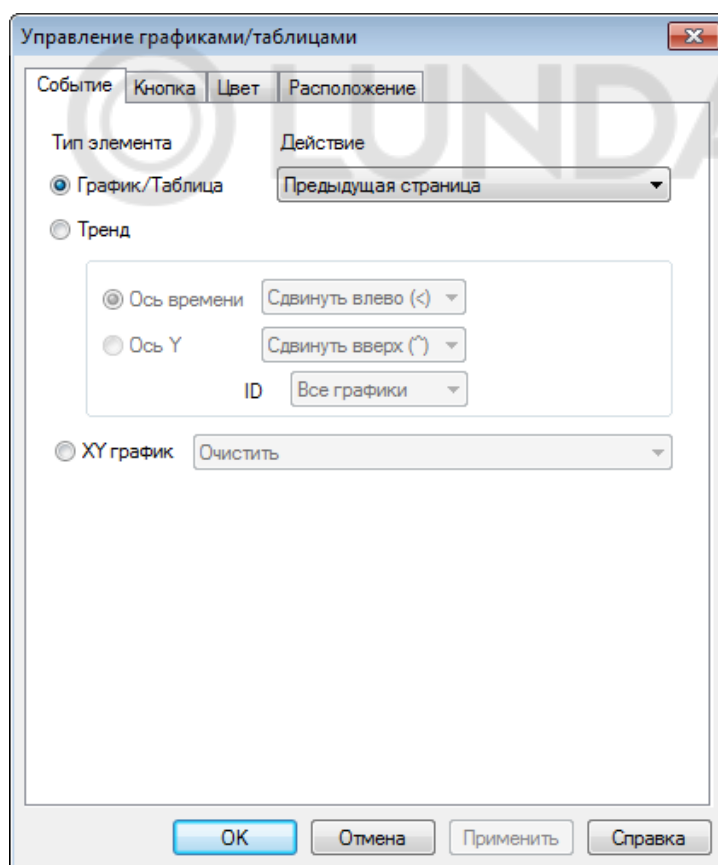 Управление графиками/таблицами
LUNDA
Событие Кнопка Цвет Расположение
Тип элемента Действие
График/Таблица Предыдущая страница
Тренд
Ось времени Сдвинуть влево (<)
Ось Y Сдвинуть вверх (^)
ID Все графики
XY график Очистить
OK Отмена Применить Справка